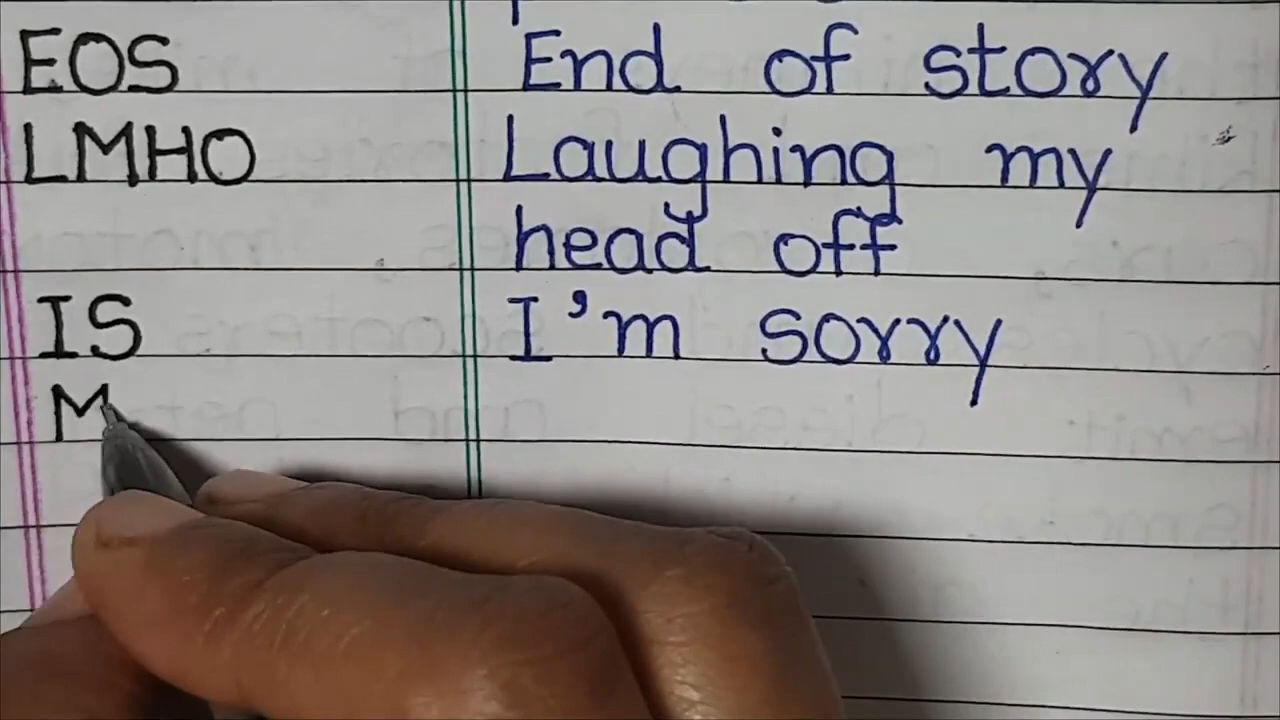 EOS End of story
LMHO Laughing my
head off
IS I'm sorry
M